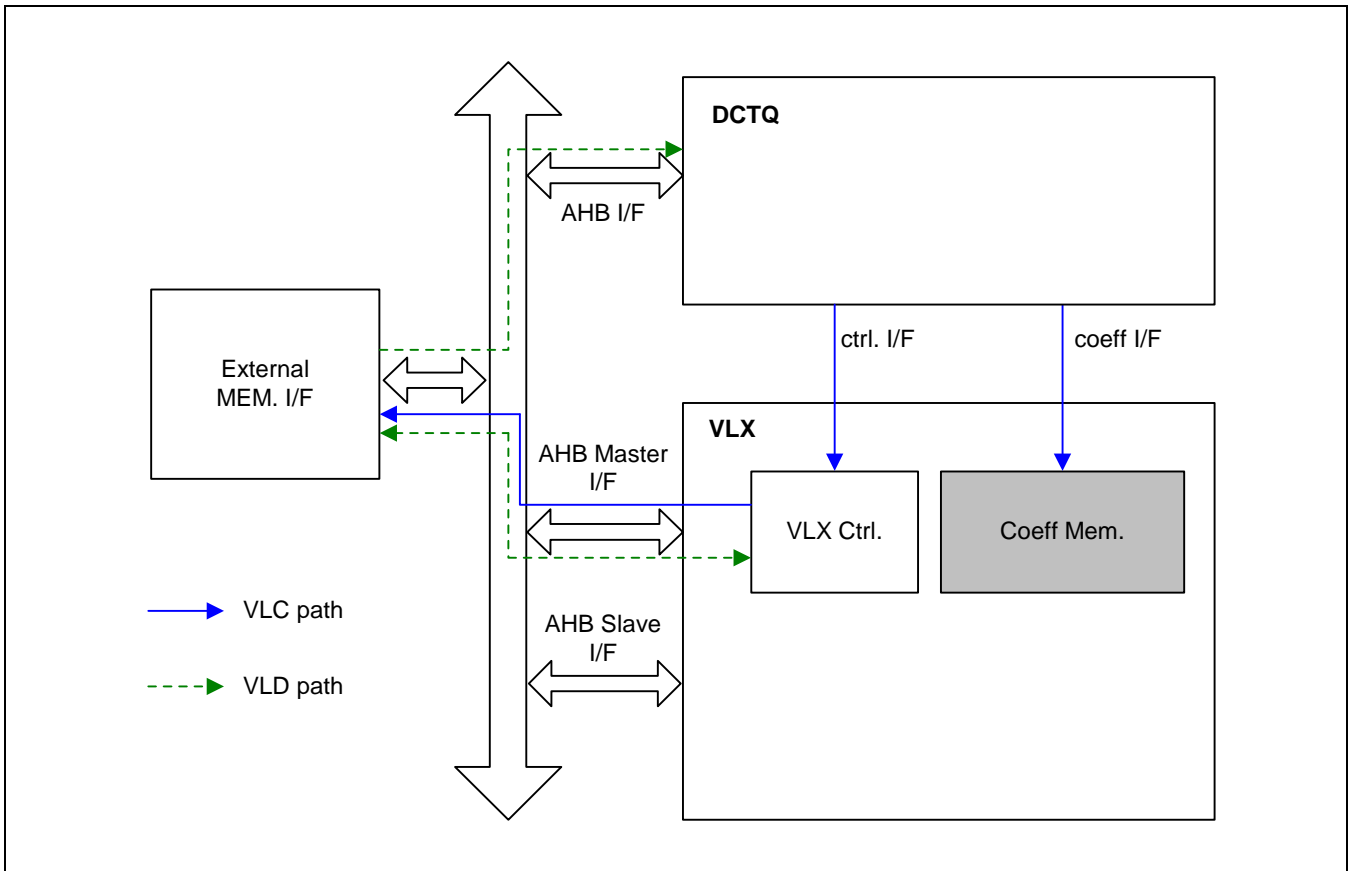 DCTQ
AHB I/F
ctrl. I/F
coeff I/F
External
MEM. I/F
VLX
AHB Master
I/F
VLX Ctrl.
Coeff Mem.
VLC path
AHB Slave
I/F
VLD path